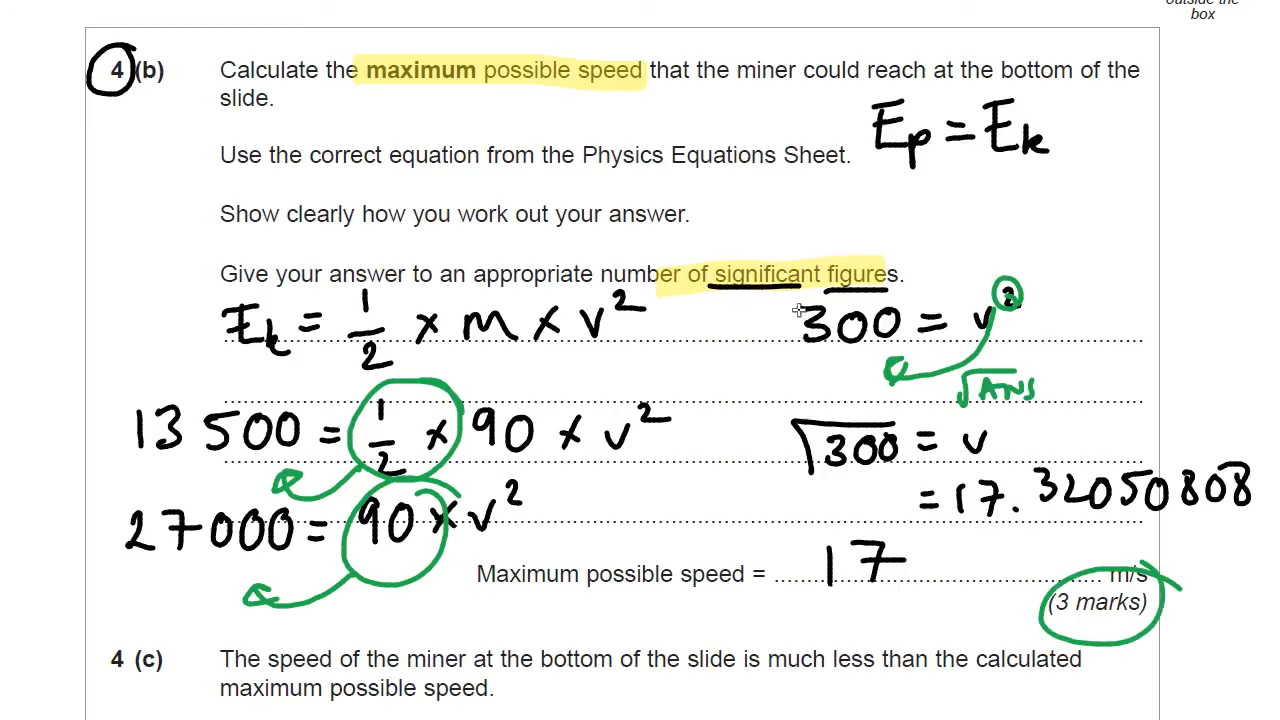 outside the
box
4 (b) Calculate the maximum possible speed that the miner could reach at the bottom of the
slide.
Ep = Ek
Use the correct equation from the Physics Equations Sheet.
Show clearly how you work out your answer.
Give your answer to an appropriate number of significant figures.
Ek = 1/2 × m × v²
300 = v²
√ANS
13 500 = 1/2 × 90 × v²
√300 = v
27000 = 90 × v²
= 17.32050808
Maximum possible speed = 17 m/s
(3 marks)
4 (c) The speed of the miner at the bottom of the slide is much less than the calculated
maximum possible speed.